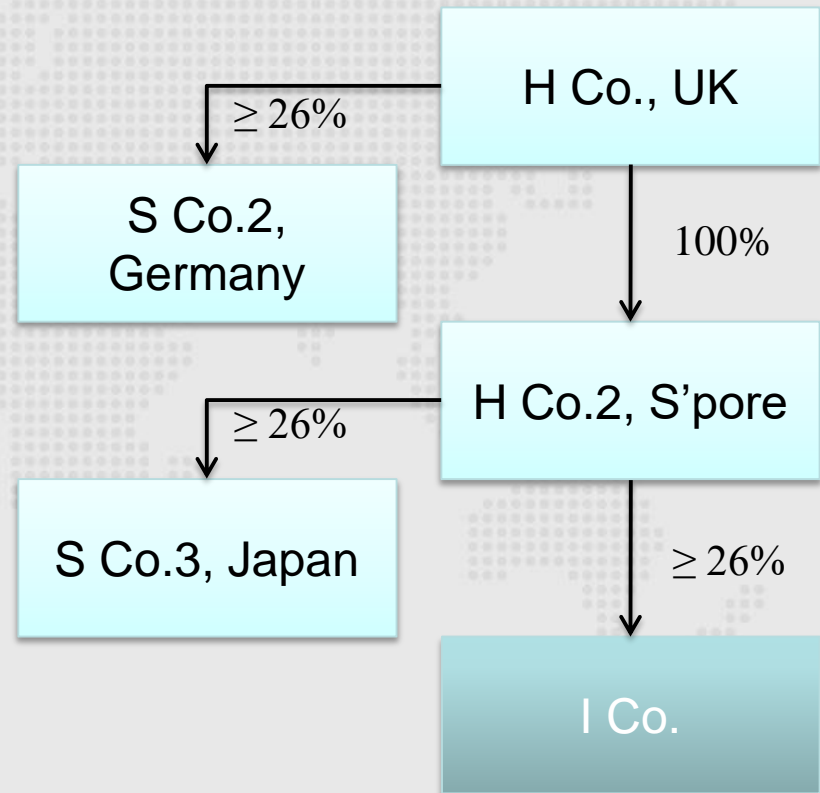 H Co., UK
≥ 26%
S Co.2,
Germany
100%
H Co.2, S’pore
≥ 26%
S Co.3, Japan
≥ 26%
I Co.